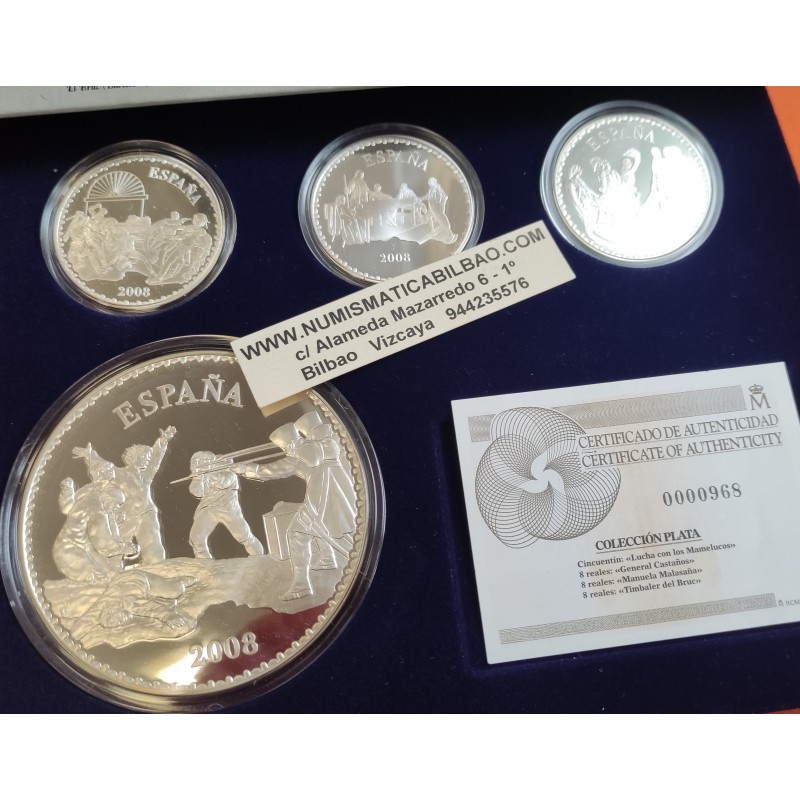 ESPAÑA
2008
ESPAÑA
2008
ESPAÑA
WWW.NUMISMATICABILBAO.COM
c/ Alameda Mazarredo 6 - 1º
Bilbao Vizcaya 944235576
ESPAÑA
2008
M
CERTIFICADO DE AUTENTICIDAD
CERTIFICATE OF AUTHENTICITY
0000968
COLECCIÓN PLATA
Cincuentín: «Lucha con los Mamelucos»
8 reales: «General Castaños»
8 reales: «Manuela Malasaña»
8 reales: «Timbaler del Bruc»